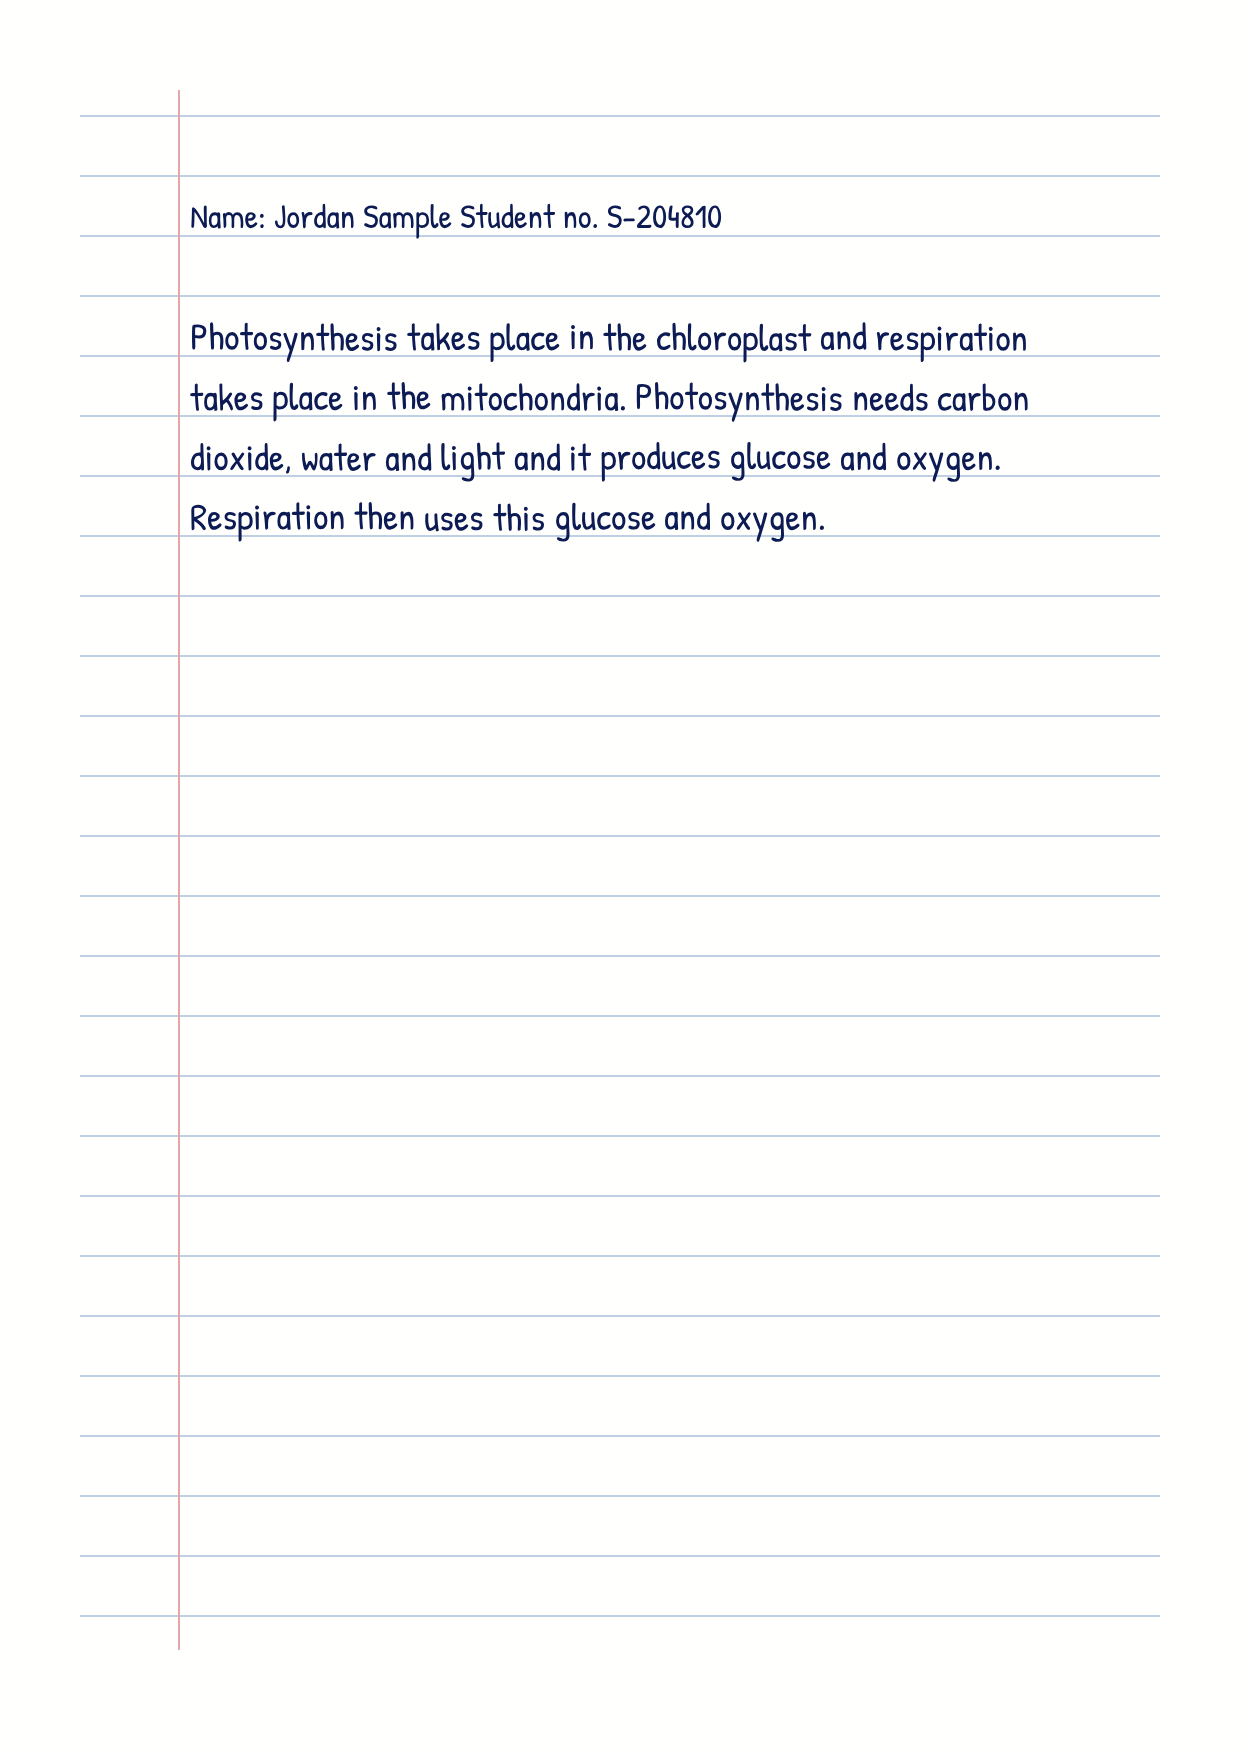 Name: Jordan Sample Student no. S-204810
Photosynthesis takes place in the chloroplast and respiration
takes place in the mitochondria. Photosynthesis needs carbon
dioxide, water and light and it produces glucose and oxygen.
Respiration then uses this glucose and oxygen.